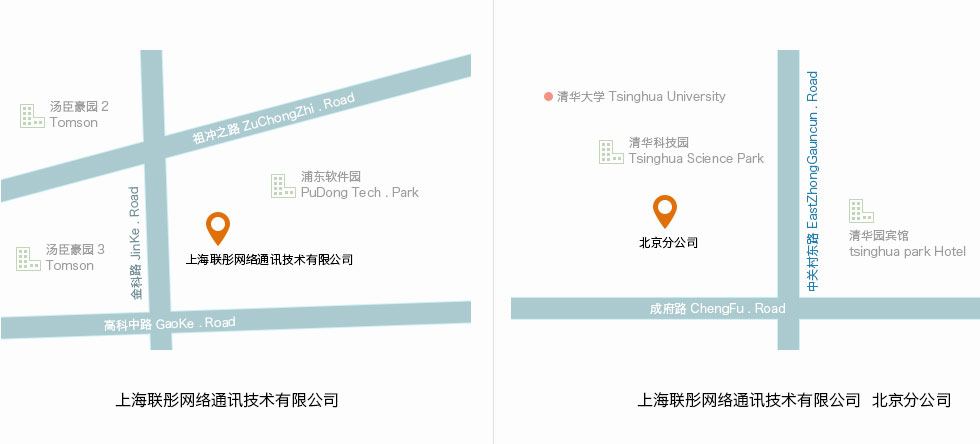 汤臣豪园 2
Tomson
祖冲之路 ZuChongZhi . Road
浦东软件园
PuDong Tech . Park
金科路 JinKe . Road
汤臣豪园 3
Tomson
上海联彤网络通讯技术有限公司
高科中路 GaoKe . Road
上海联彤网络通讯技术有限公司
清华大学 Tsinghua University
清华科技园
Tsinghua Science Park
中关村东路 EastZhongGauncun . Road
北京分公司
清华园宾馆
tsinghua park Hotel
成府路 ChengFu . Road
上海联彤网络通讯技术有限公司 北京分公司